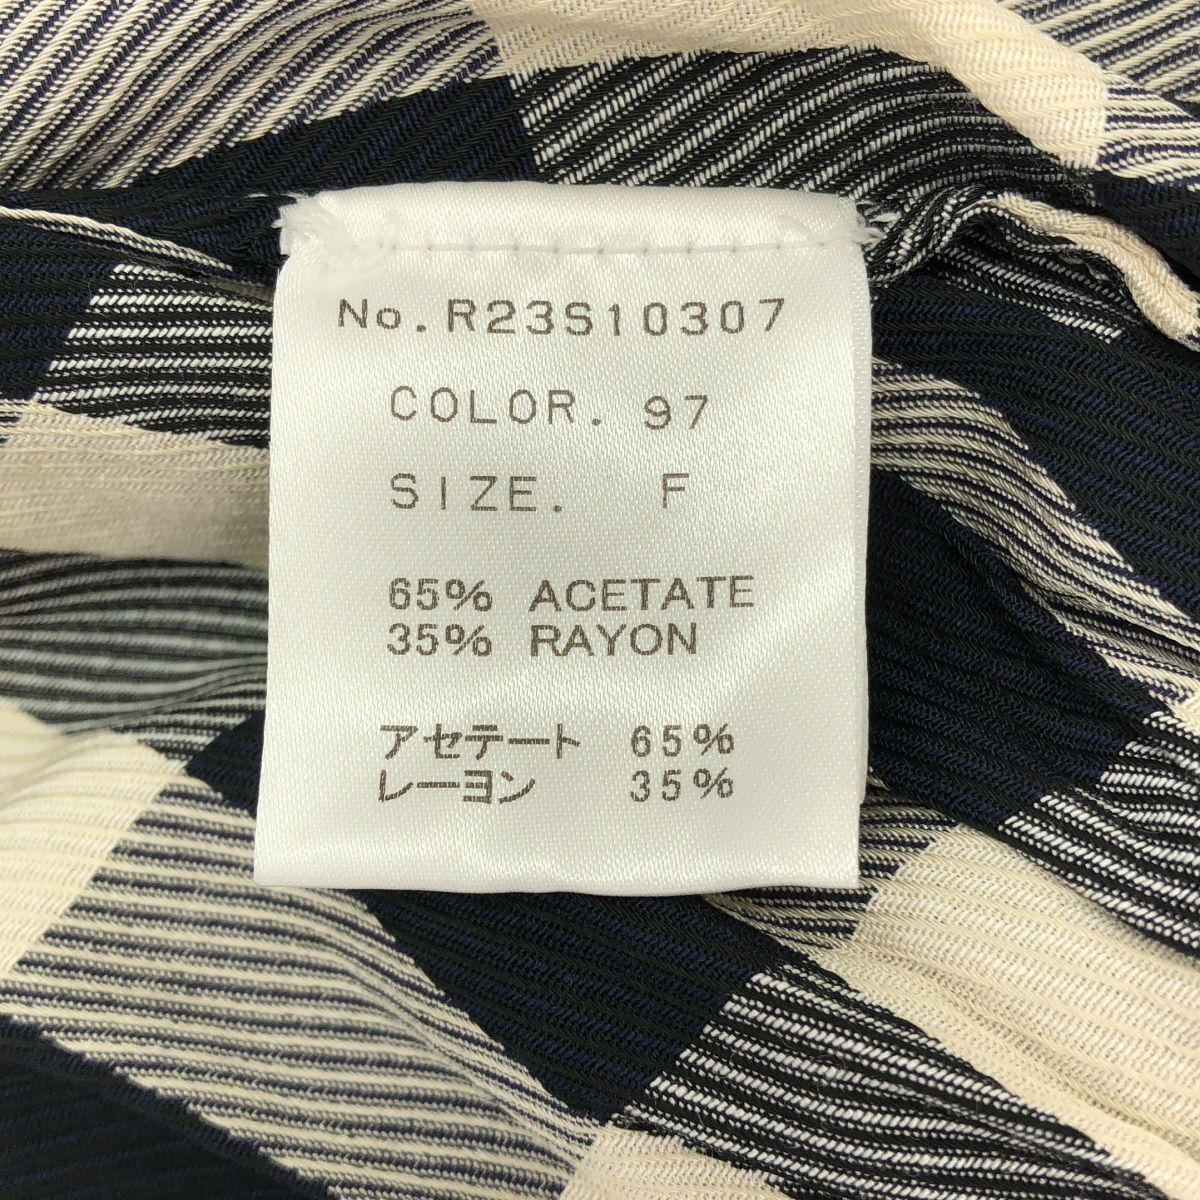 No.R23S10307
COLOR. 97
SIZE. F
65% ACETATE
35% RAYON
アセテート 65%
レーヨン 35%